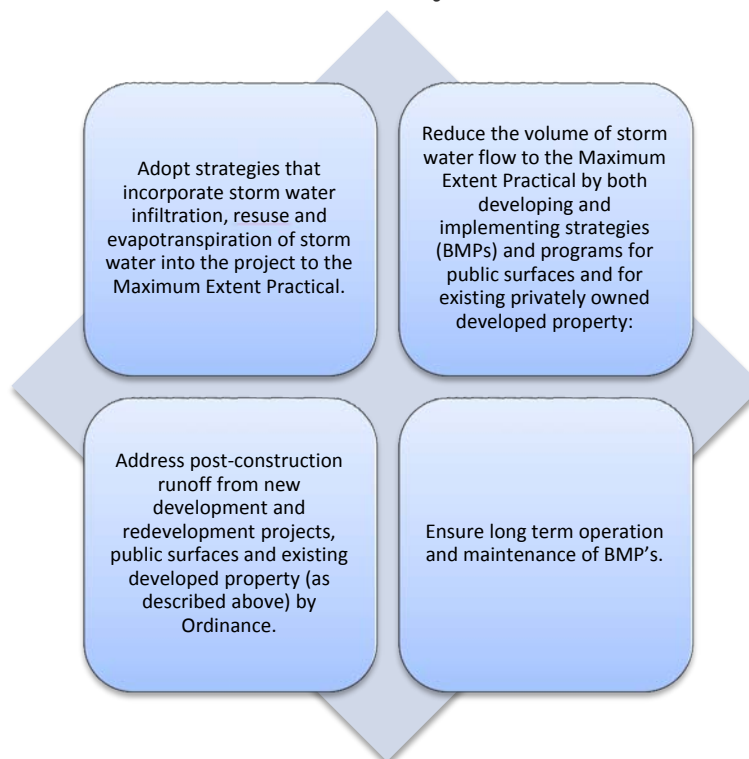 Adopt strategies that
incorporate storm water
infiltration, resuse and
evapotranspiration of storm
water into the project to the
Maximum Extent Practical.
Reduce the volume of storm
water flow to the Maximum
Extent Practical by both
developing and
implementing strategies
(BMPs) and programs for
public surfaces and for
existing privately owned
developed property:
Address post-construction
runoff from new
development and
redevelopment projects,
public surfaces and existing
developed property (as
described above) by
Ordinance.
Ensure long term operation
and maintenance of BMP’s.